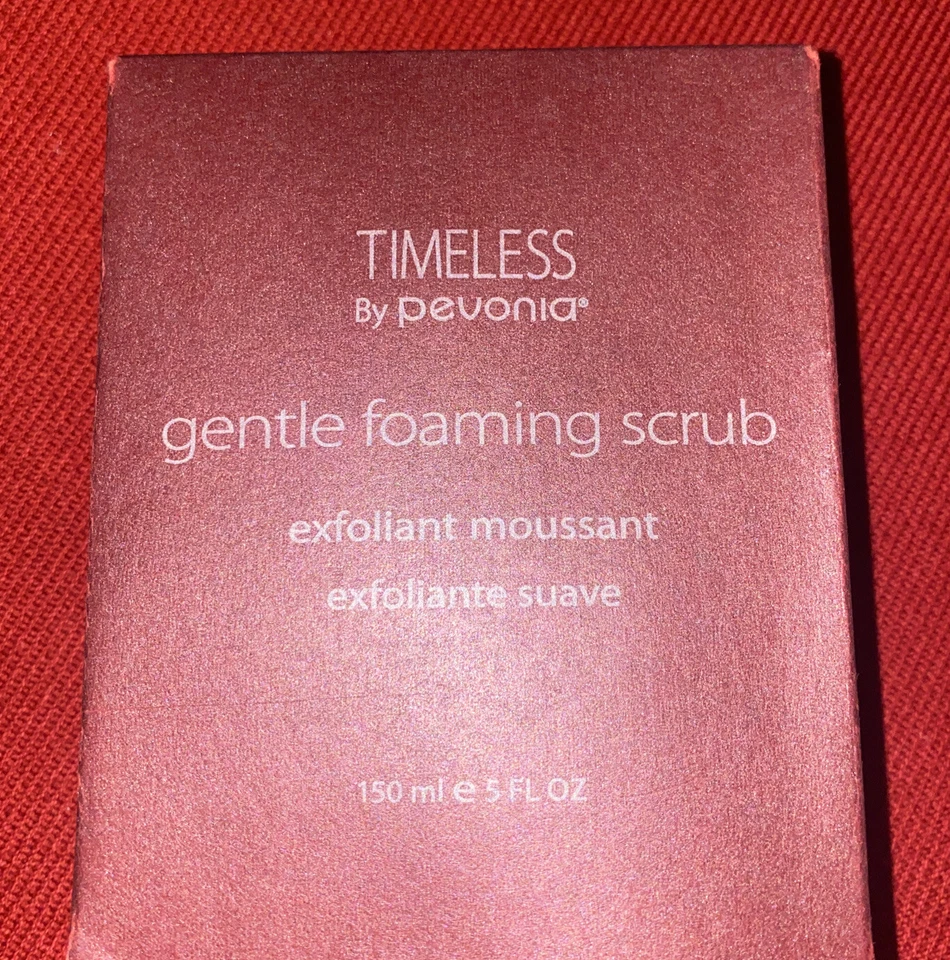 TIMELESS
By pevonia®
gentle foaming scrub
exfoliant moussant
exfoliante suave
150 ml e 5 FL OZ